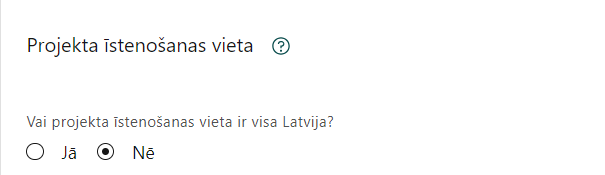 Projekta īstenošanas vieta ?
Vai projekta īstenošanas vieta ir visa Latvija?
Jā Nē